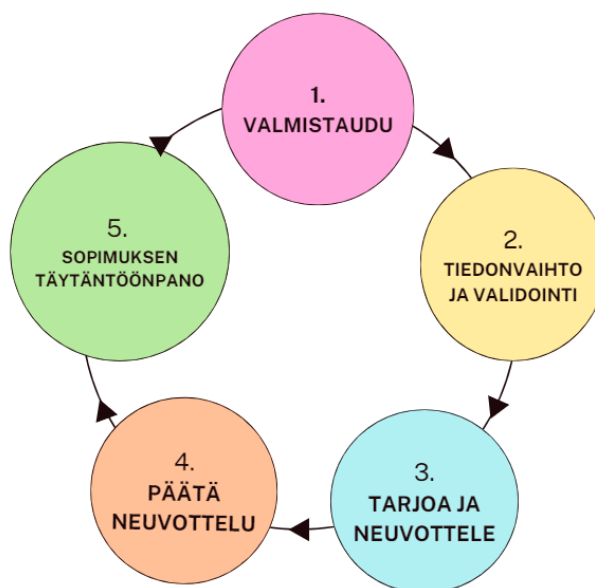 1.
VALMISTAUDU
2.
TIEDONVAIHTO
JA VALIDOINTI
3.
TARJOA JA
NEUVOTTELE
4.
PÄÄTÄ
NEUVOTTELU
5.
SOPIMUKSEN
TÄYTÄNTÖÖNPANO